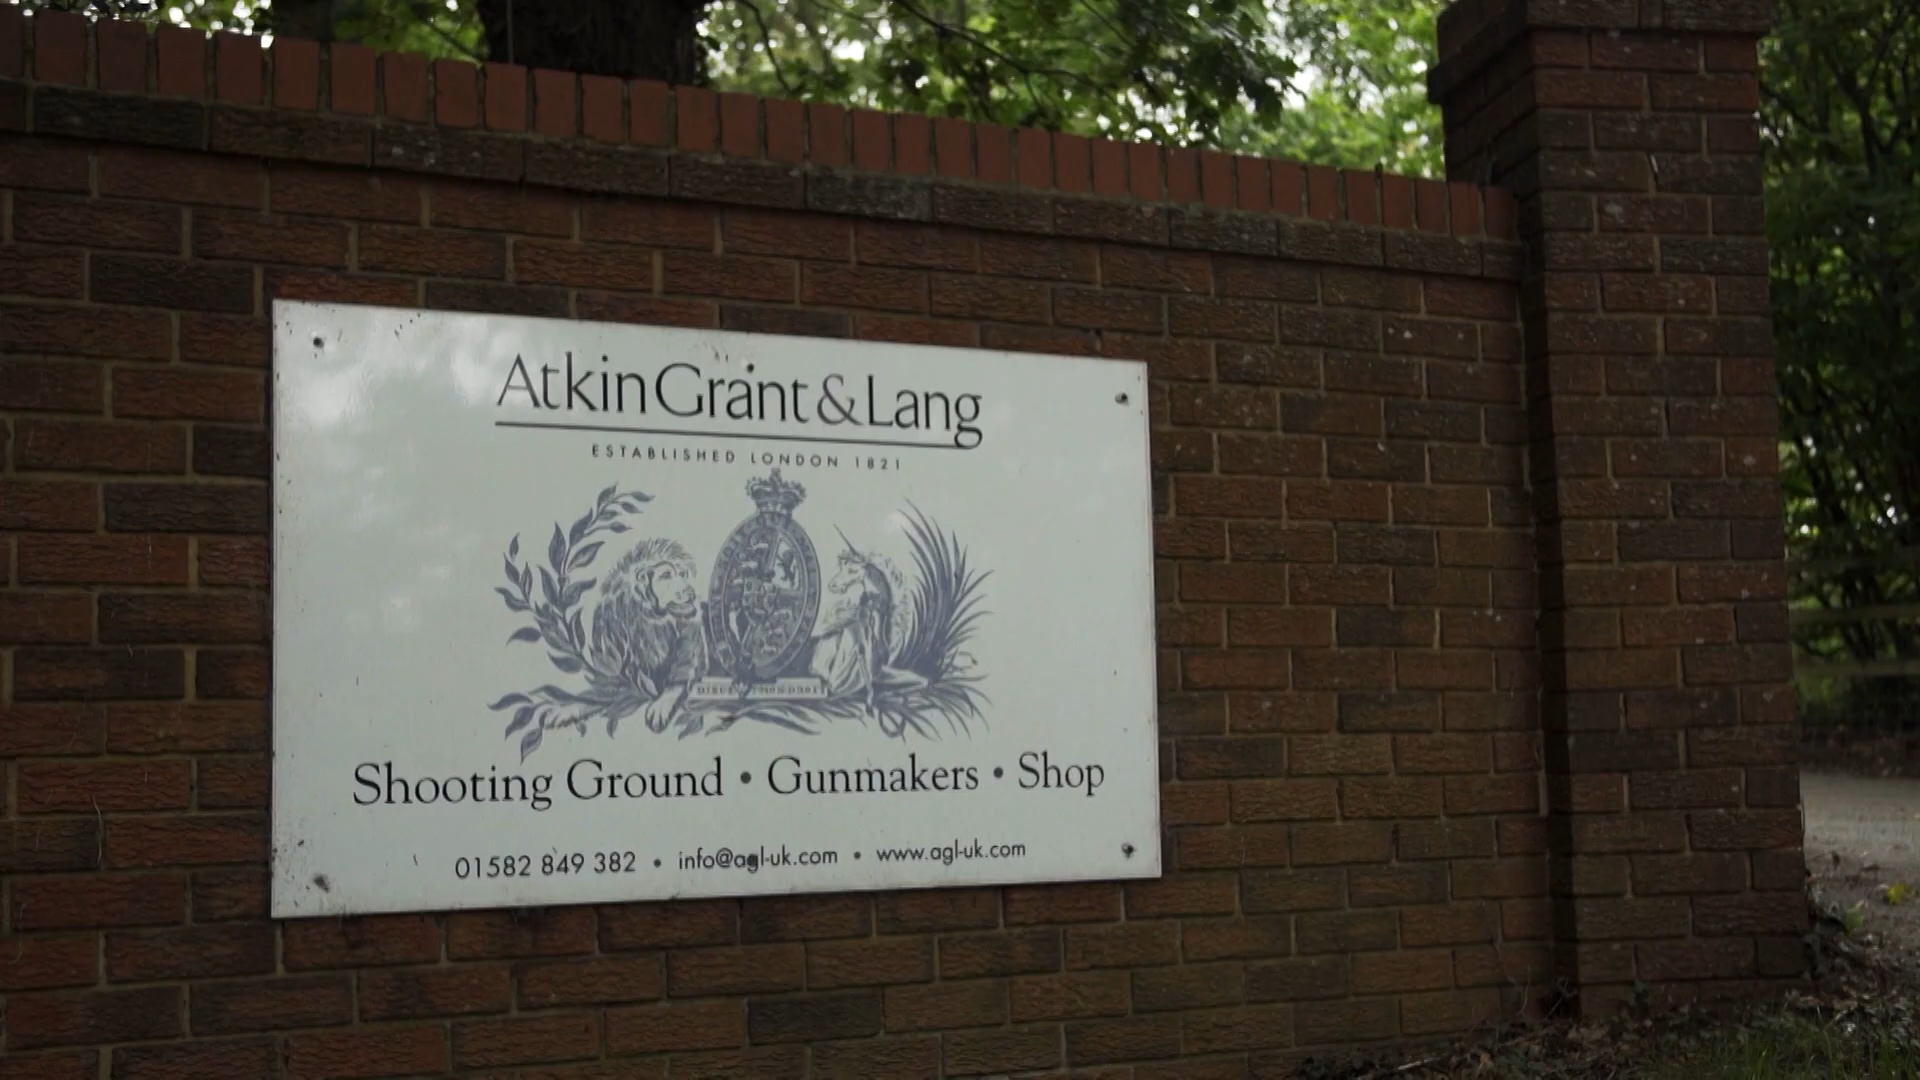 Atkin Grant & Lang
ESTABLISHED LONDON 1821
Shooting Ground • Gunmakers • Shop
01582 849 382 • info@agl-uk.com • www.agl-uk.com